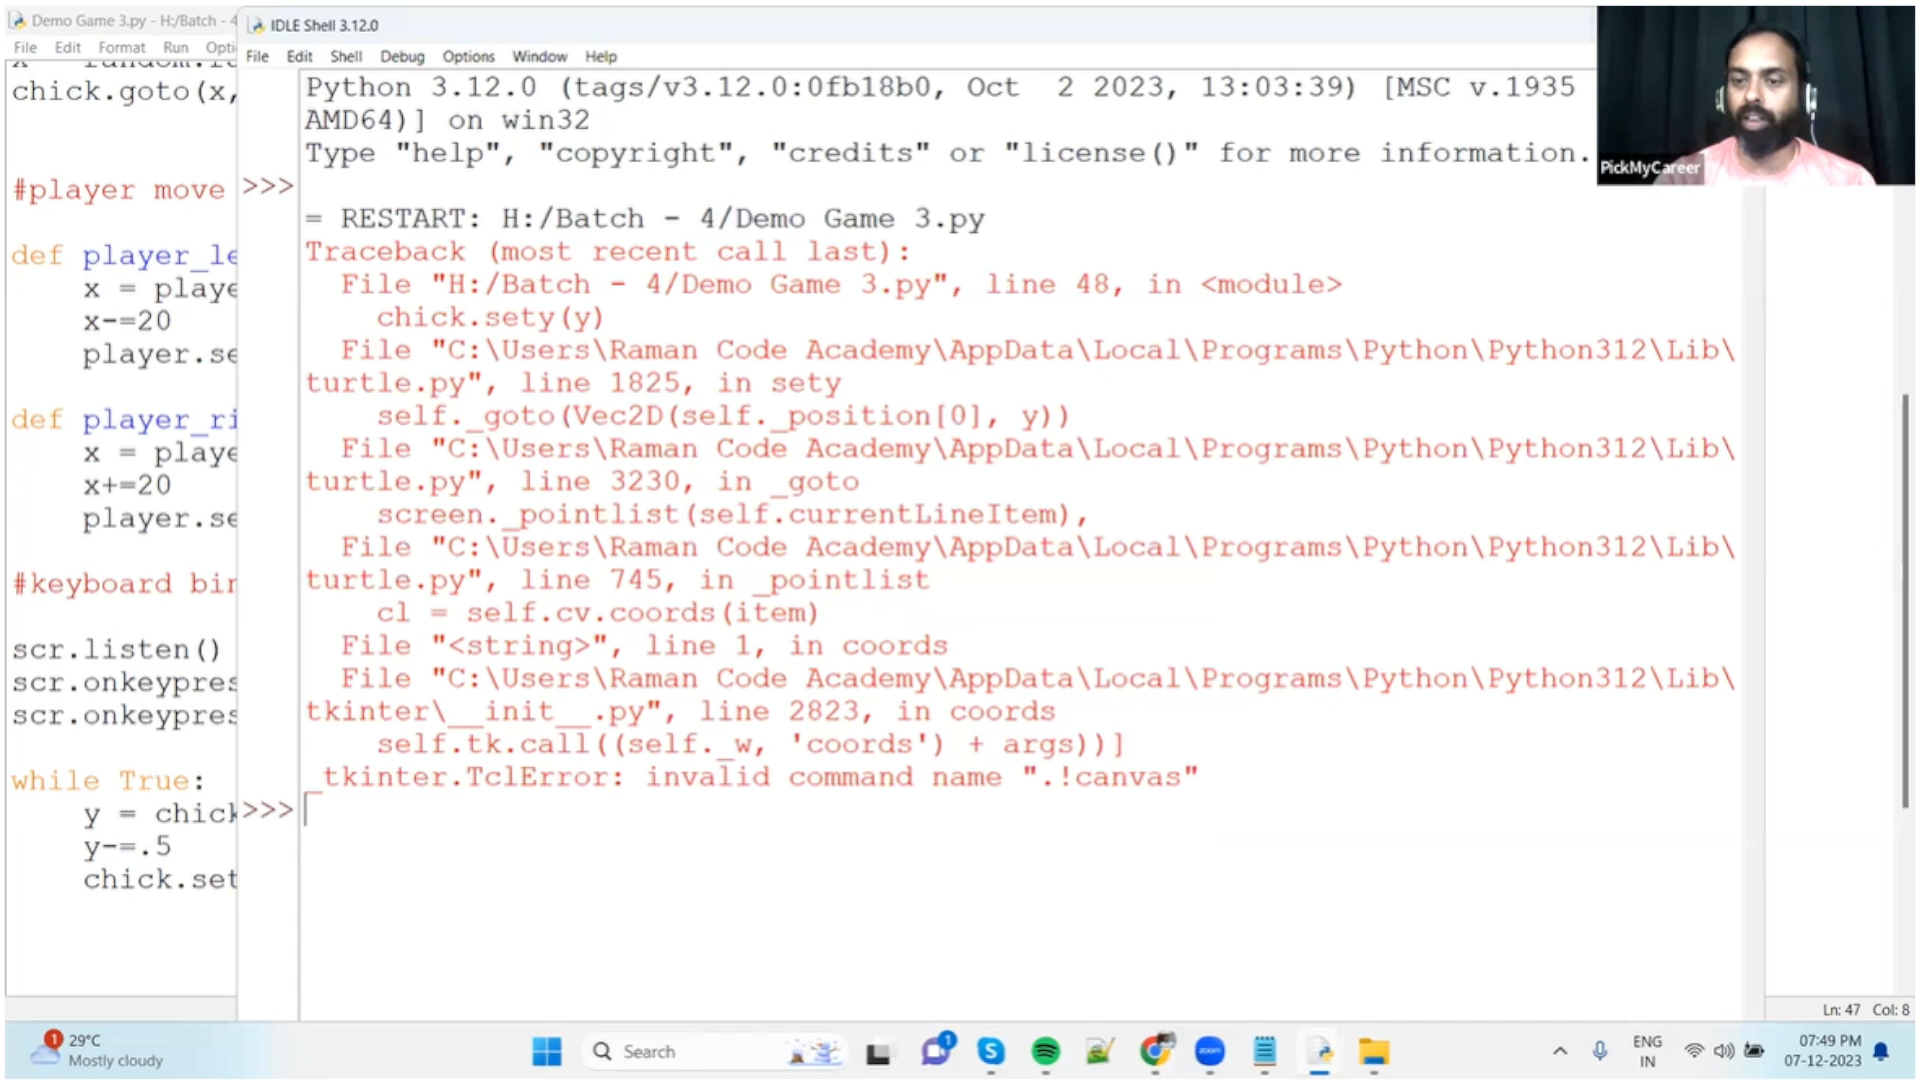 Demo Game 3.py - H:/Batch - 4
File Edit Format Run Opti
chick.goto(x,
#player move
def player_le
x = playe
x-=20
player.se
def player_ri
x = playe
x+=20
player.se
#keyboard bin
scr.listen()
scr.onkeypres
scr.onkeypres
while True:
y = chick
y-=.5
chick.set
IDLE Shell 3.12.0
File Edit Shell Debug Options Window Help
Python 3.12.0 (tags/v3.12.0:0fb18b0, Oct  2 2023, 13:03:39) [MSC v.1935
AMD64)] on win32
Type "help", "copyright", "credits" or "license()" for more information.
>>>
= RESTART: H:/Batch - 4/Demo Game 3.py
Traceback (most recent call last):
File "H:/Batch - 4/Demo Game 3.py", line 48, in <module>
chick.sety(y)
File "C:\Users\Raman Code Academy\AppData\Local\Programs\Python\Python312\Lib\
turtle.py", line 1825, in sety
self._goto(Vec2D(self._position[0], y))
File "C:\Users\Raman Code Academy\AppData\Local\Programs\Python\Python312\Lib\
turtle.py", line 3230, in _goto
screen._pointlist(self.currentLineItem),
File "C:\Users\Raman Code Academy\AppData\Local\Programs\Python\Python312\Lib\
turtle.py", line 745, in _pointlist
cl = self.cv.coords(item)
File "<string>", line 1, in coords
File "C:\Users\Raman Code Academy\AppData\Local\Programs\Python\Python312\Lib\
tkinter\__init__.py", line 2823, in coords
self.tk.call((self._w, 'coords') + args))]
_tkinter.TclError: invalid command name ".!canvas"
>>>
PickMyCareer
Ln: 47 Col: 8
1
29°C
Mostly cloudy
Search
1
zoom
ENG
IN
07:49 PM
07-12-2023